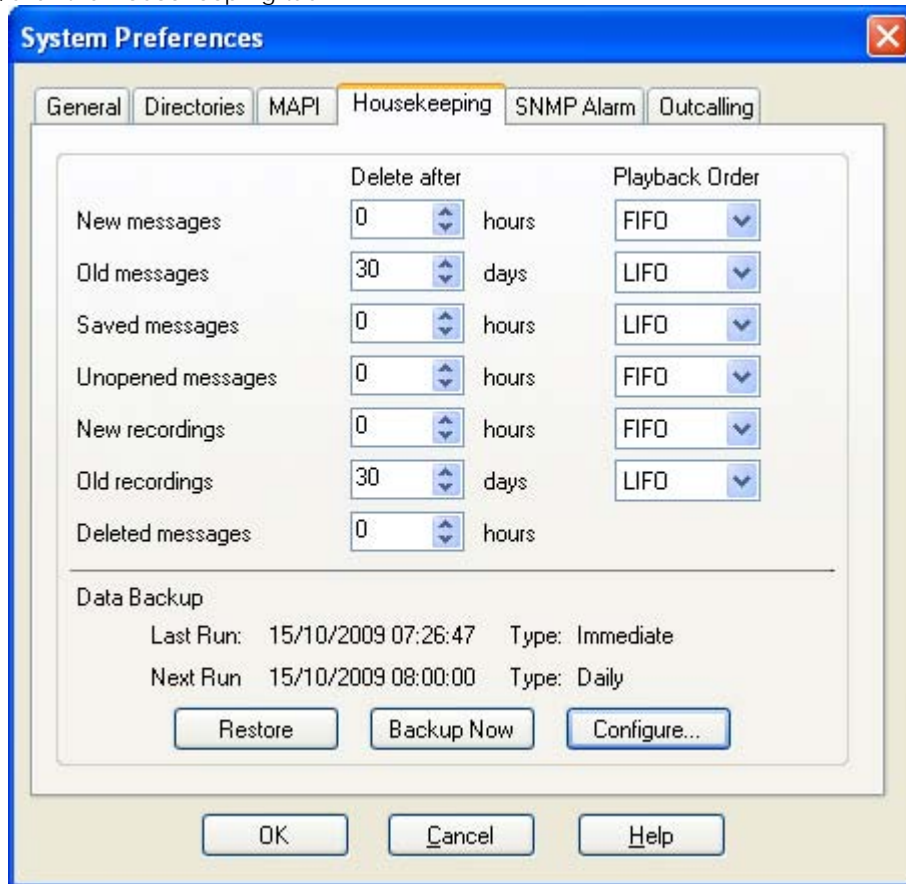 System Preferences
General Directories MAPI Housekeeping SNMP Alarm Outcalling
Delete after Playback Order
New messages 0 hours FIFO
Old messages 30 days LIFO
Saved messages 0 hours LIFO
Unopened messages 0 hours FIFO
New recordings 0 hours FIFO
Old recordings 30 days LIFO
Deleted messages 0 hours
Data Backup
Last Run: 15/10/2009 07:26:47 Type: Immediate
Next Run 15/10/2009 08:00:00 Type: Daily
Restore Backup Now Configure...
OK Cancel Help